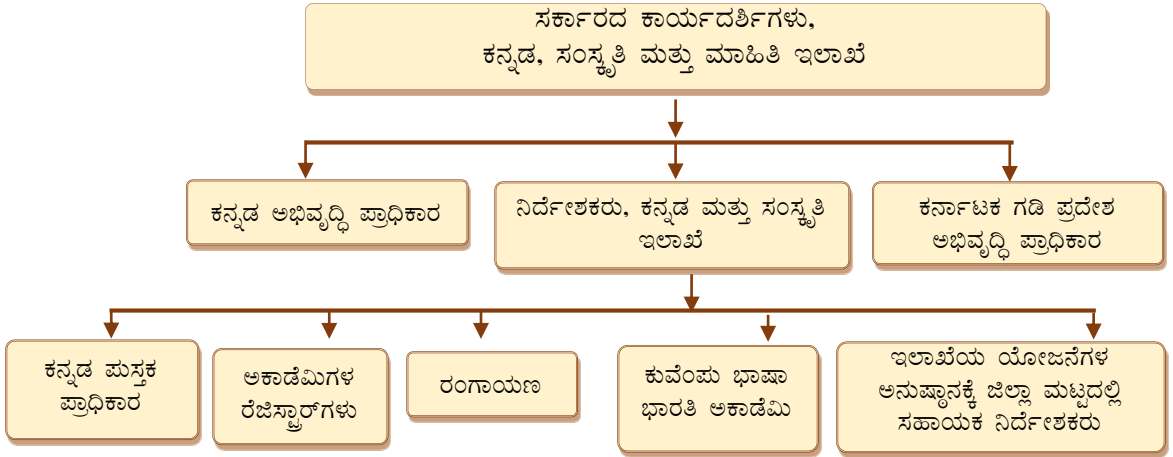 ಸರ್ಕಾರದ ಕಾರ್ಯದರ್ಶಿಗಳು,
ಕನ್ನಡ, ಸಂಸ್ಕೃತಿ ಮತ್ತು ಮಾಹಿತಿ ಇಲಾಖೆ
ಕನ್ನಡ ಅಭಿವೃದ್ಧಿ ಪ್ರಾಧಿಕಾರ
ನಿರ್ದೇಶಕರು, ಕನ್ನಡ ಮತ್ತು ಸಂಸ್ಕೃತಿ
ಇಲಾಖೆ
ಕರ್ನಾಟಕ ಗಡಿ ಪ್ರದೇಶ
ಅಭಿವೃದ್ಧಿ ಪ್ರಾಧಿಕಾರ
ಕನ್ನಡ ಪುಸ್ತಕ
ಪ್ರಾಧಿಕಾರ
ಅಕಾಡೆಮಿಗಳ
ರೆಜಿಸ್ಟ್ರಾರ್‌ಗಳು
ರಂಗಾಯಣ
ಕುವೆಂಪು ಭಾಷಾ
ಭಾರತಿ ಅಕಾಡೆಮಿ
ಇಲಾಖೆಯ ಯೋಜನೆಗಳ
ಅನುಷ್ಠಾನಕ್ಕೆ ಜಿಲ್ಲಾ ಮಟ್ಟದಲ್ಲಿ
ಸಹಾಯಕ ನಿರ್ದೇಶಕರು